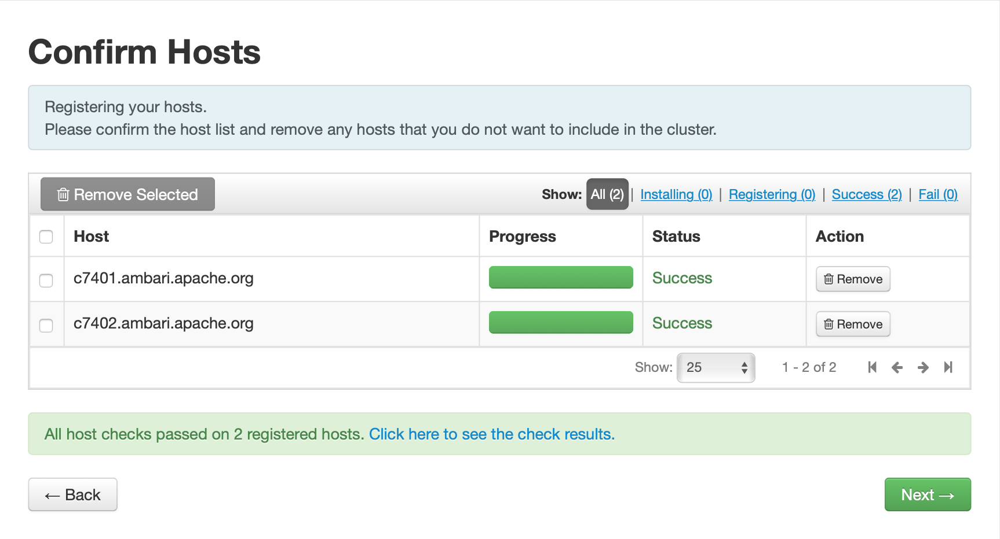 Confirm Hosts
Registering your hosts.
Please confirm the host list and remove any hosts that you do not want to include in the cluster.
Remove Selected
Show: All (2) | Installing (0) | Registering (0) | Success (2) | Fail (0)
Host Progress Status Action
c7401.ambari.apache.org Success Remove
c7402.ambari.apache.org Success Remove
Show: 25 1 - 2 of 2
All host checks passed on 2 registered hosts. Click here to see the check results.
← Back
Next →